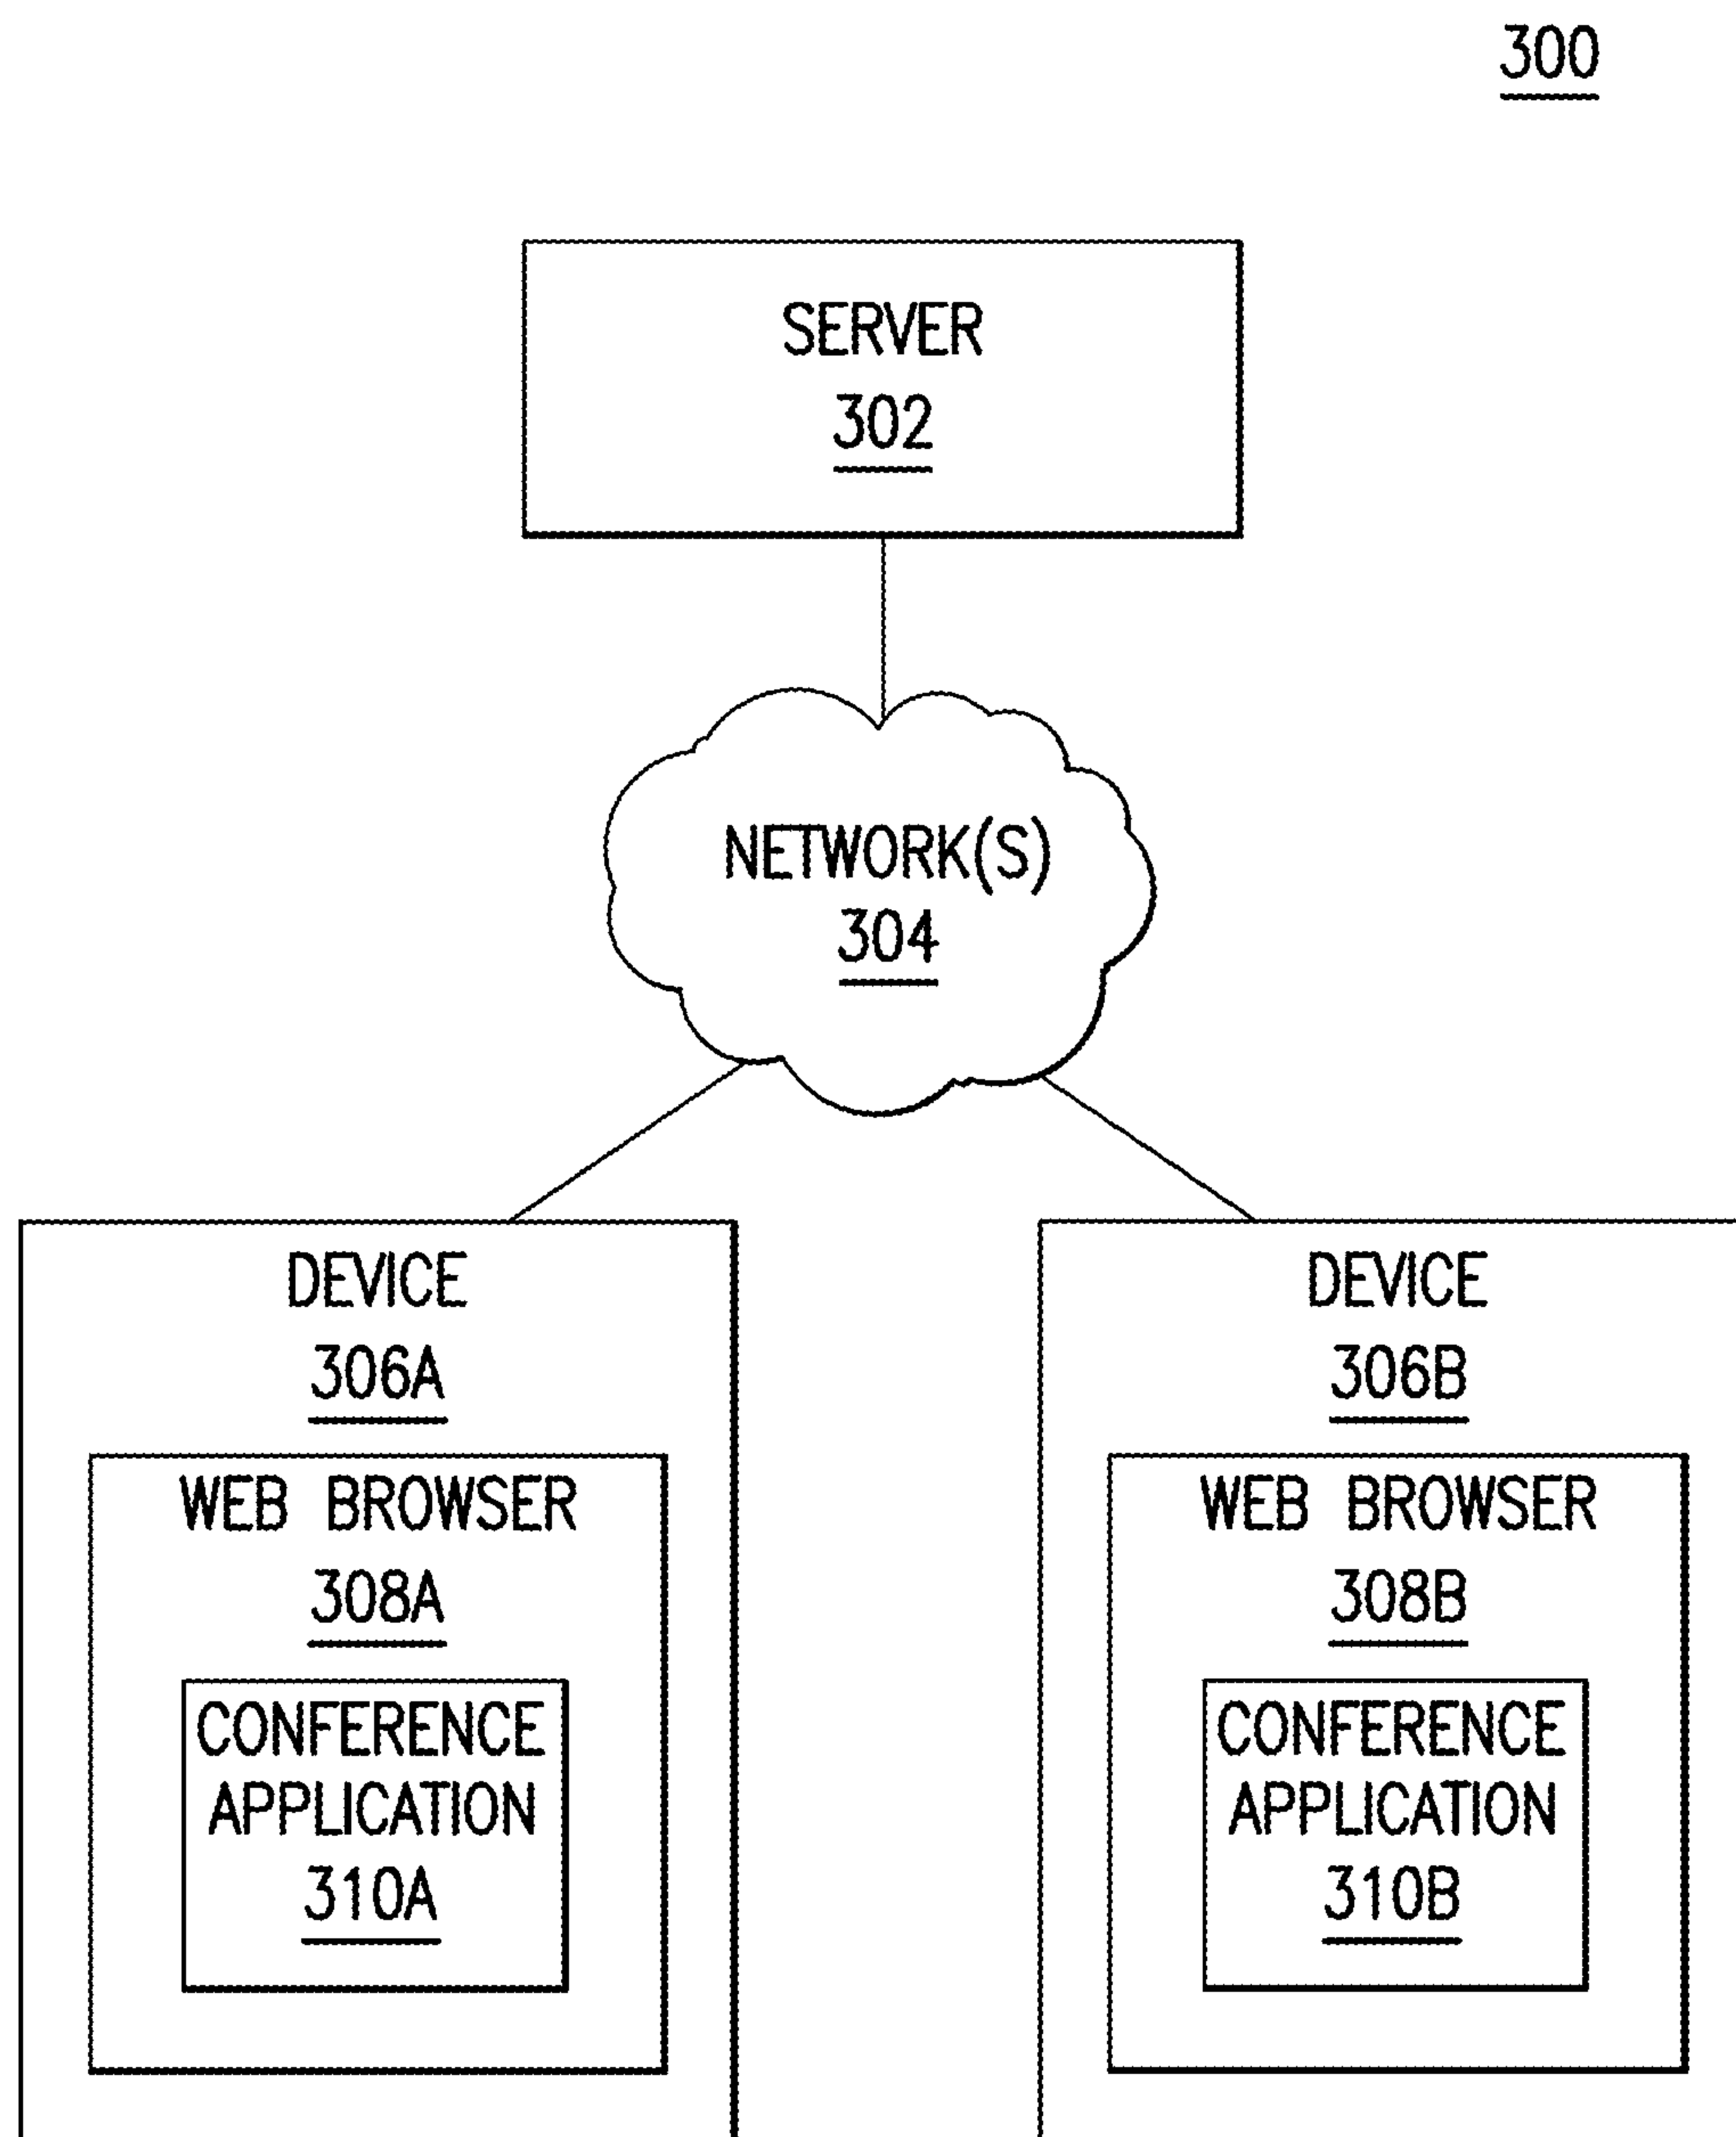 300
SERVER
302
NETWORK(S)
304
DEVICE
306A
WEB BROWSER
308A
CONFERENCE
APPLICATION
310A
DEVICE
306B
WEB BROWSER
308B
CONFERENCE
APPLICATION
310B